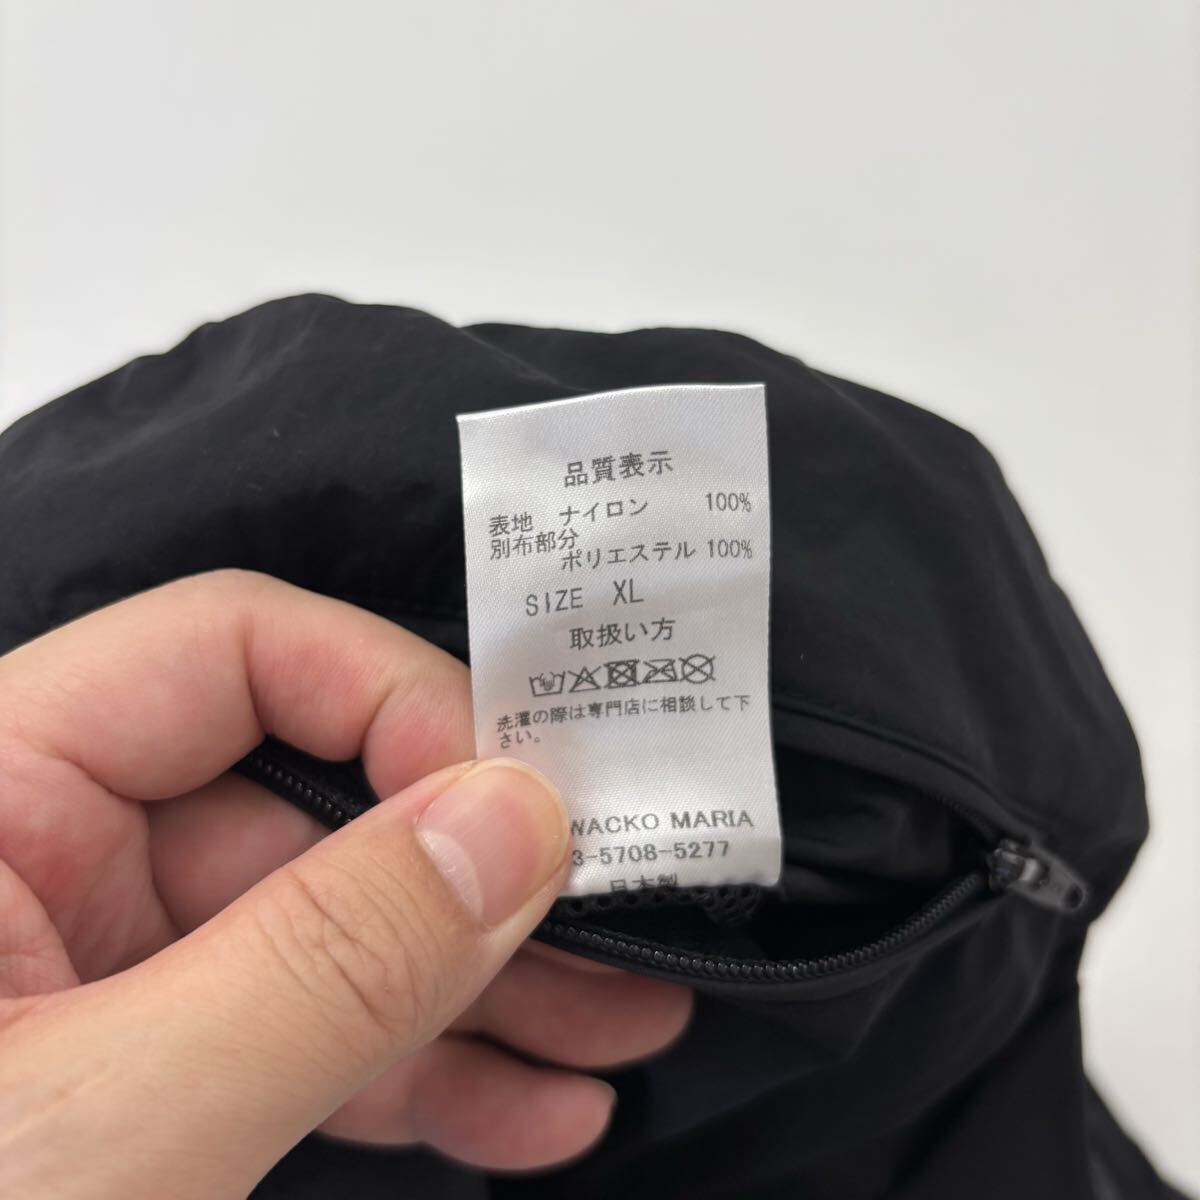 品質表示
表地 ナイロン 100%
別布部分
ポリエステル 100%
SIZE XL
取扱い方
洗濯の際は専門店に相談して下
さい。
WACKO MARIA
3-5708-5277
日本製